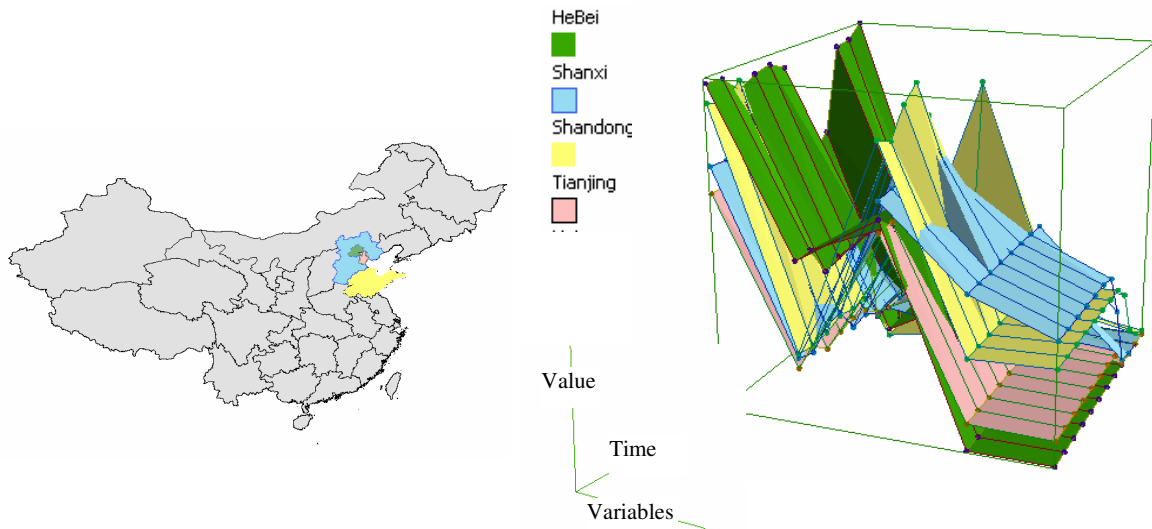 HeBei
Shanxi
Shandong
Tianjing
Value
Time
Variables